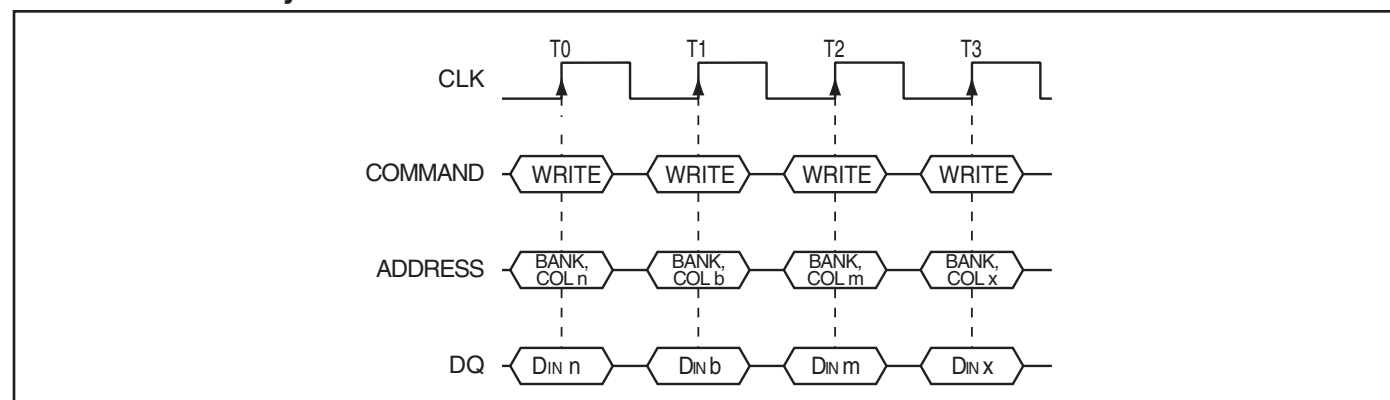 T0 T1 T2 T3
CLK
COMMAND WRITE WRITE WRITE WRITE
ADDRESS BANK, COL n BANK, COL b BANK, COL m BANK, COL x
DQ DIN n DIN b DIN m DIN x